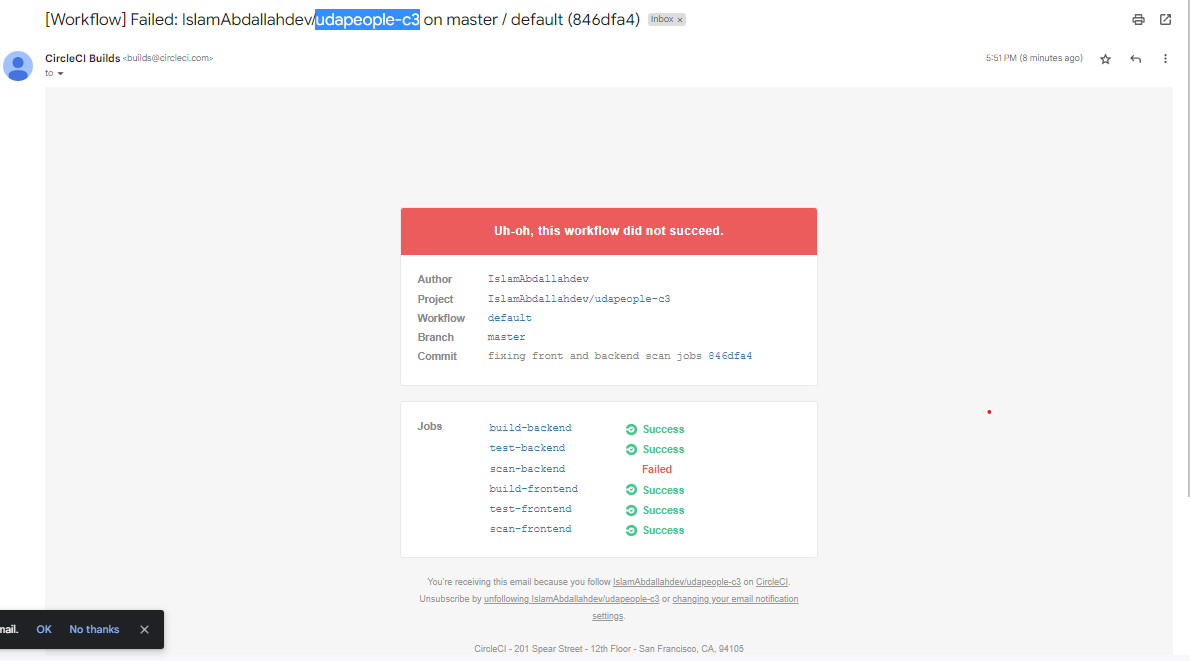 [Workflow] Failed: IslamAbdallahdev/udapeople-c3 on master / default (846dfa4) Inbox ×
CircleCI Builds <builds@circleci.com> 5:51 PM (8 minutes ago)
to
Uh-oh, this workflow did not succeed.
Author IslamAbdallahdev
Project IslamAbdallahdev/udapeople-c3
Workflow default
Branch master
Commit fixing front and backend scan jobs 846dfa4
Jobs build-backend Success
test-backend Success
scan-backend Failed
build-frontend Success
test-frontend Success
scan-frontend Success
You're receiving this email because you follow IslamAbdallahdev/udapeople-c3 on CircleCI.
Unsubscribe by unfollowing IslamAbdallahdev/udapeople-c3 or changing your email notification
settings.
mail. OK No thanks
CircleCI - 201 Spear Street - 12th Floor - San Francisco, CA, 94105